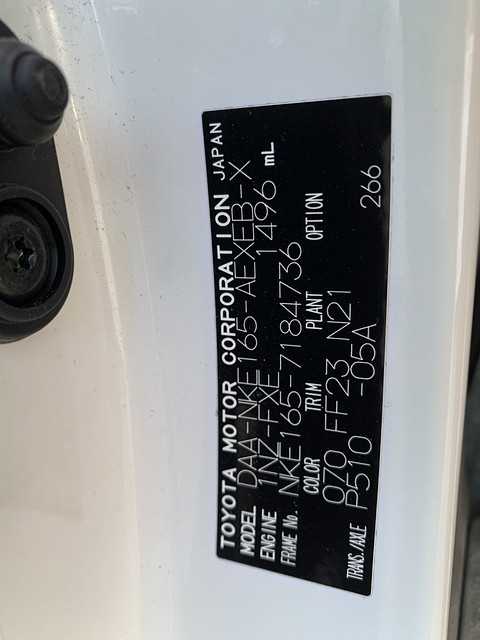 TOYOTA MOTOR CORPORATION JAPAN
MODEL DAA-NKE165-AEXEB-X
ENGINE 1NZ-FXE 1496 mL
FRAME No. NKE165-7184736
COLOR TRIM PLANT OPTION
070 FF23 N21
TRANS./AXLE P510 -05A 266